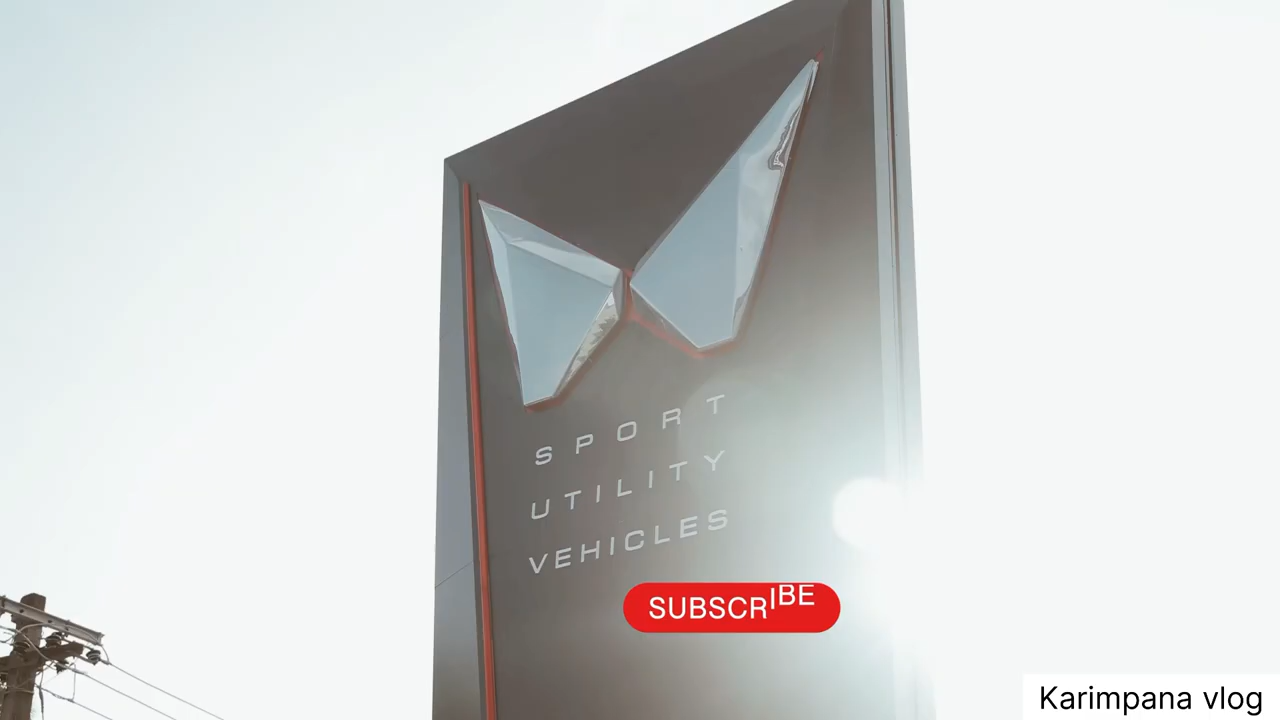 SPORT
UTILITY
VEHICLES
SUBSCRIBE
Karimpana vlog